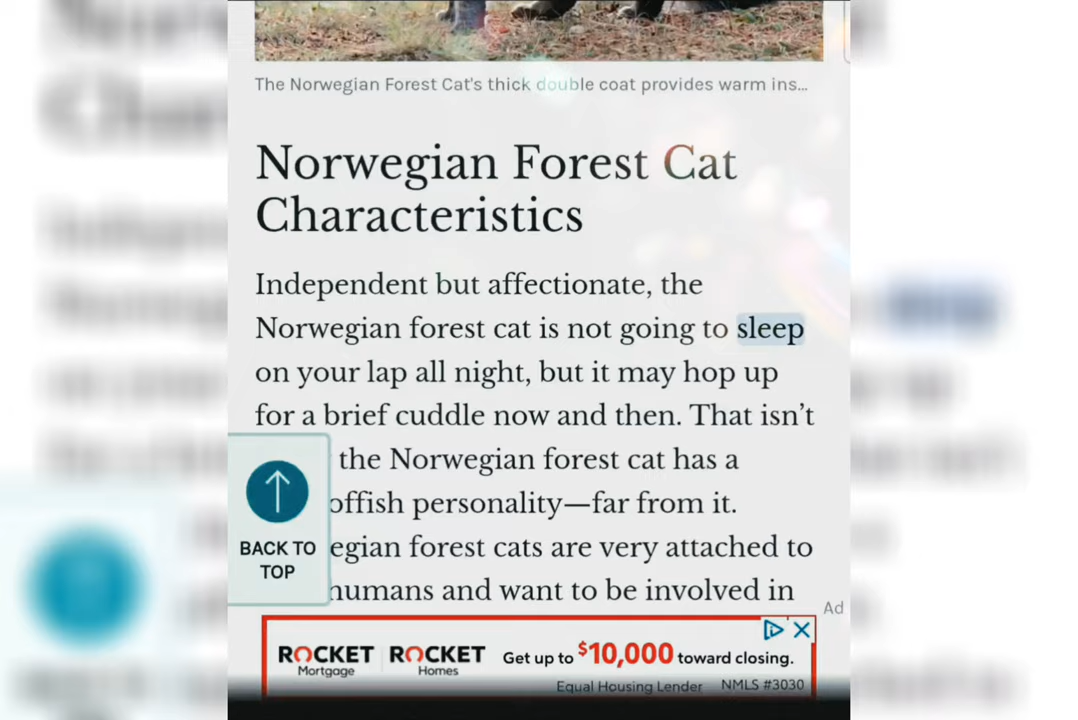 The Norwegian Forest Cat's thick double coat provides warm ins...
Norwegian Forest Cat
Characteristics
Independent but affectionate, the
Norwegian forest cat is not going to sleep
on your lap all night, but it may hop up
for a brief cuddle now and then. That isn’t
the Norwegian forest cat has a
offish personality—far from it.
egian forest cats are very attached to
humans and want to be involved in
BACK TO
TOP
Ad
ROCKET Mortgage ROCKET Homes Get up to $10,000 toward closing.
Equal Housing Lender NMLS #3030